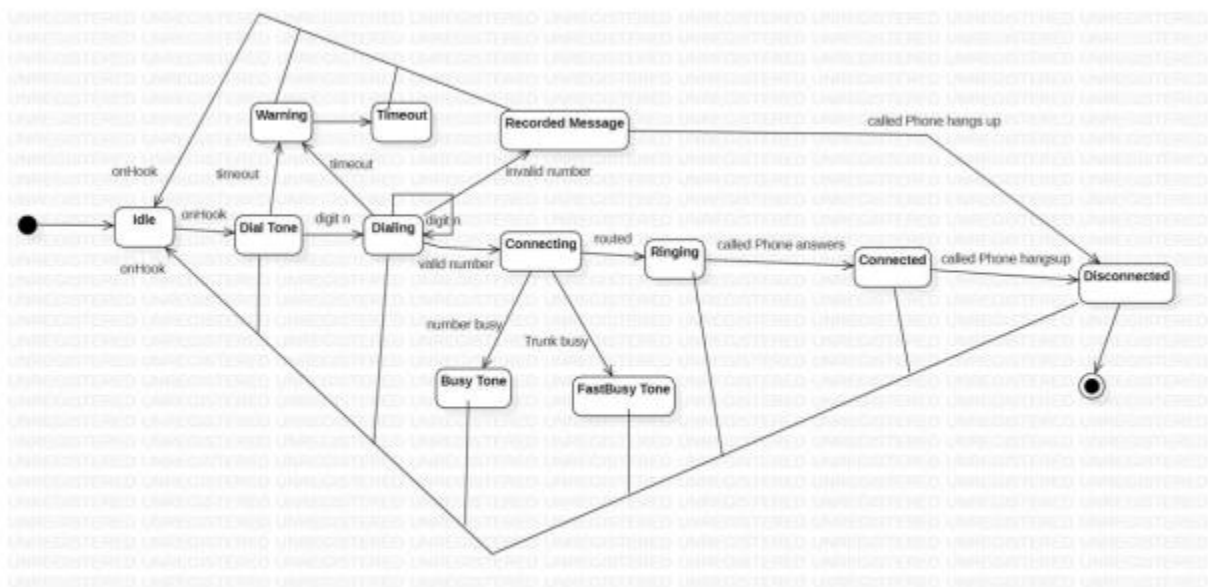 Warning
Timeout
Recorded Message
called Phone hangs up
timeout
onHook
timeout
invalid number
Idle
onHook
Dial Tone
digit n
Dialing
digit n
Connecting
routed
Ringing
called Phone answers
Connected
called Phone hangsup
Disconnected
onHook
valid number
number busy
Trunk busy
Busy Tone
FastBusy Tone